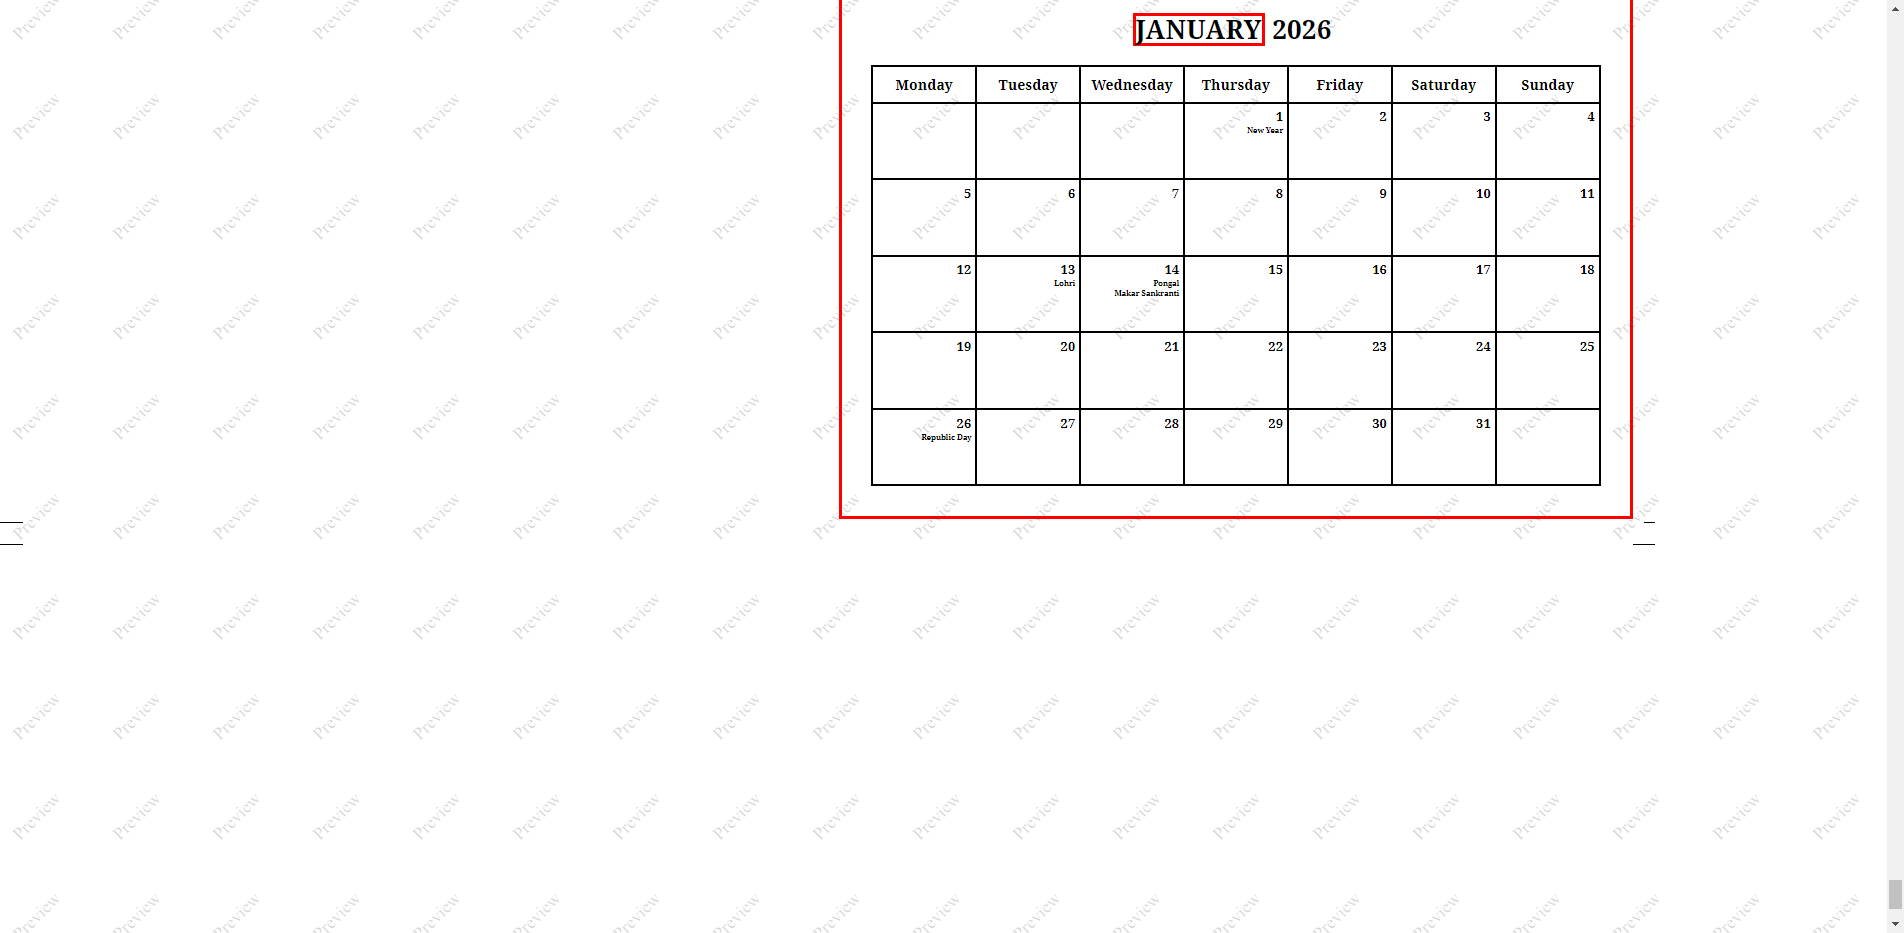 JANUARY 2026
Monday Tuesday Wednesday Thursday Friday Saturday Sunday
1 2 3 4
New Year
5 6 7 8 9 10 11
12 13 14 15 16 17 18
Lohri Pongal
Makar Sankranti
19 20 21 22 23 24 25
26 27 28 29 30 31
Republic Day
Preview